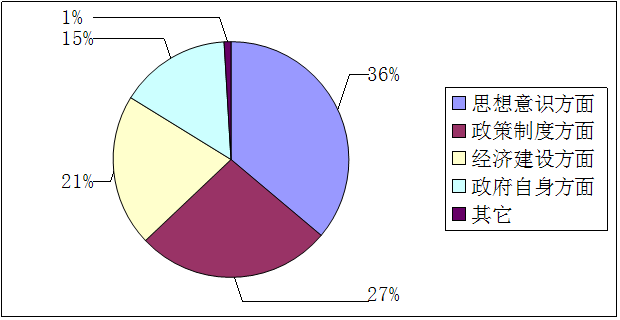 1%
15%
36%
21%
27%
思想意识方面
政策制度方面
经济建设方面
政府自身方面
其它